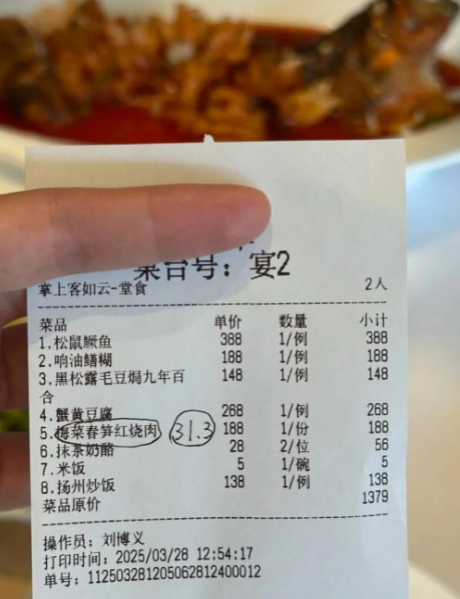 桌台号：宴2
掌上客如云-堂食 2人
菜品 单价 数量 小计
1.松鼠鳜鱼 388 1/例 388
2.响油鳝糊 188 1/例 188
3.黑松露毛豆焗九年百 148 1/例 148
合
4.蟹黄豆腐 268 1/例 268
5.梅菜春笋红烧肉 31.3 188 1/份 188
6.抹茶奶酪 28 2/位 56
7.米饭 5 1/碗 5
8.扬州炒饭 138 1/例 138
菜品原价 1379
操作员：刘博义
打印时间：2025/03/28 12:54:17
单号：112503281205062812400012